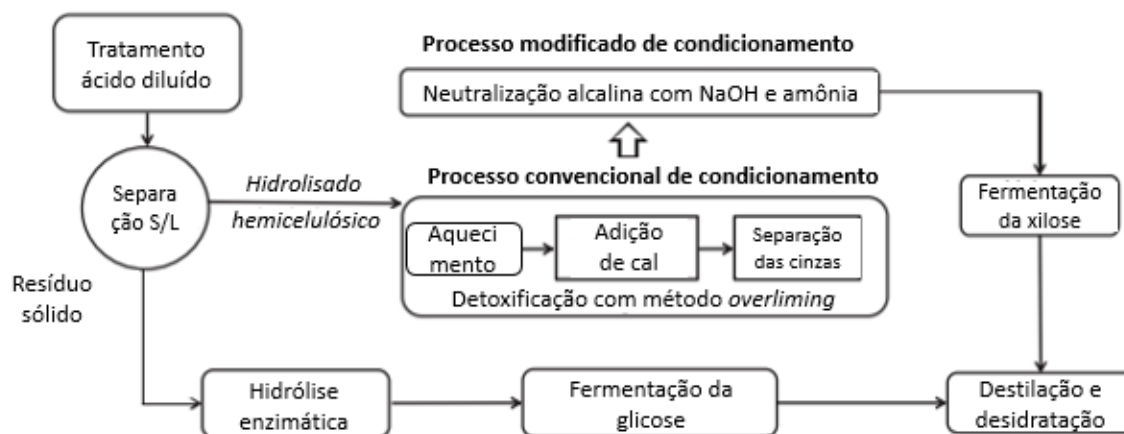 Tratamento
ácido diluído
Processo modificado de condicionamento
Neutralização alcalina com NaOH e amônia
Separa
ção S/L
Hidrolisado
hemicelulósico
Processo convencional de condicionamento
Aqueci
mento
Adição
de cal
Separação
das cinzas
Detoxificação com método overliming
Fermentação
da xilose
Resíduo
sólido
Hidrólise
enzimática
Fermentação da
glicose
Destilação e
desidratação